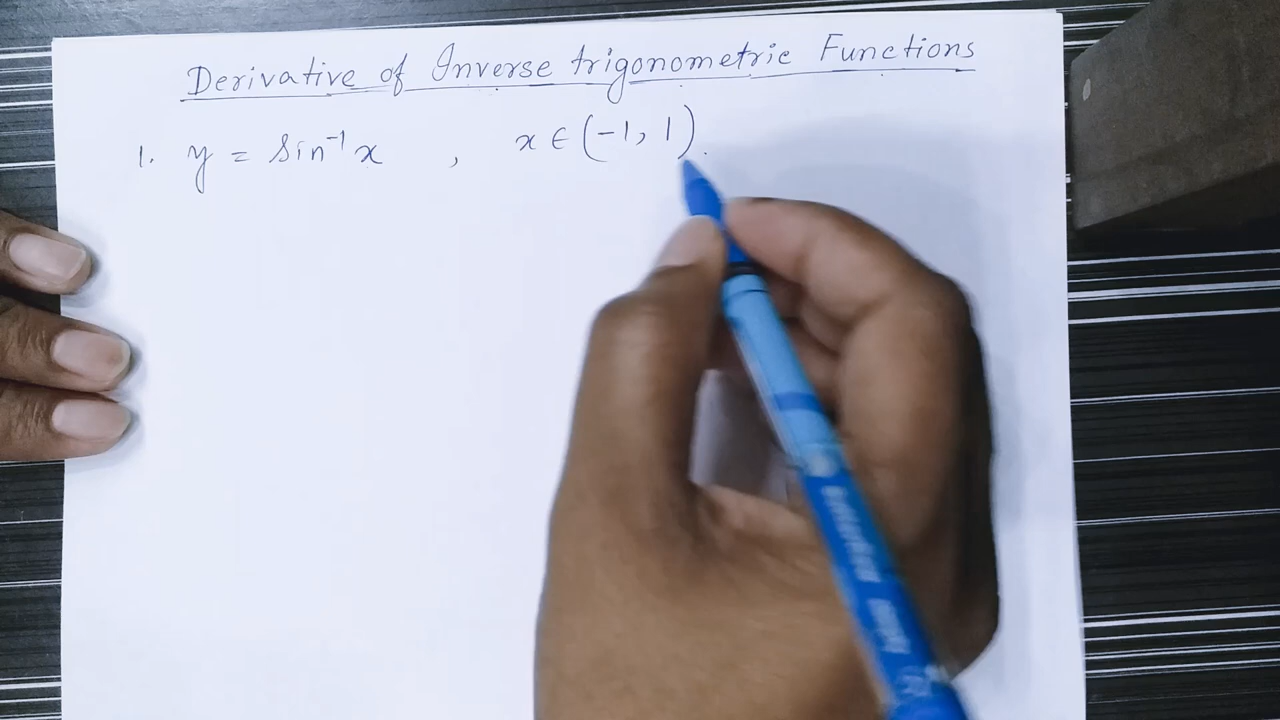 Derivative of Inverse trigonometric Functions
1. y = sin⁻¹x , x ∈ (-1, 1).